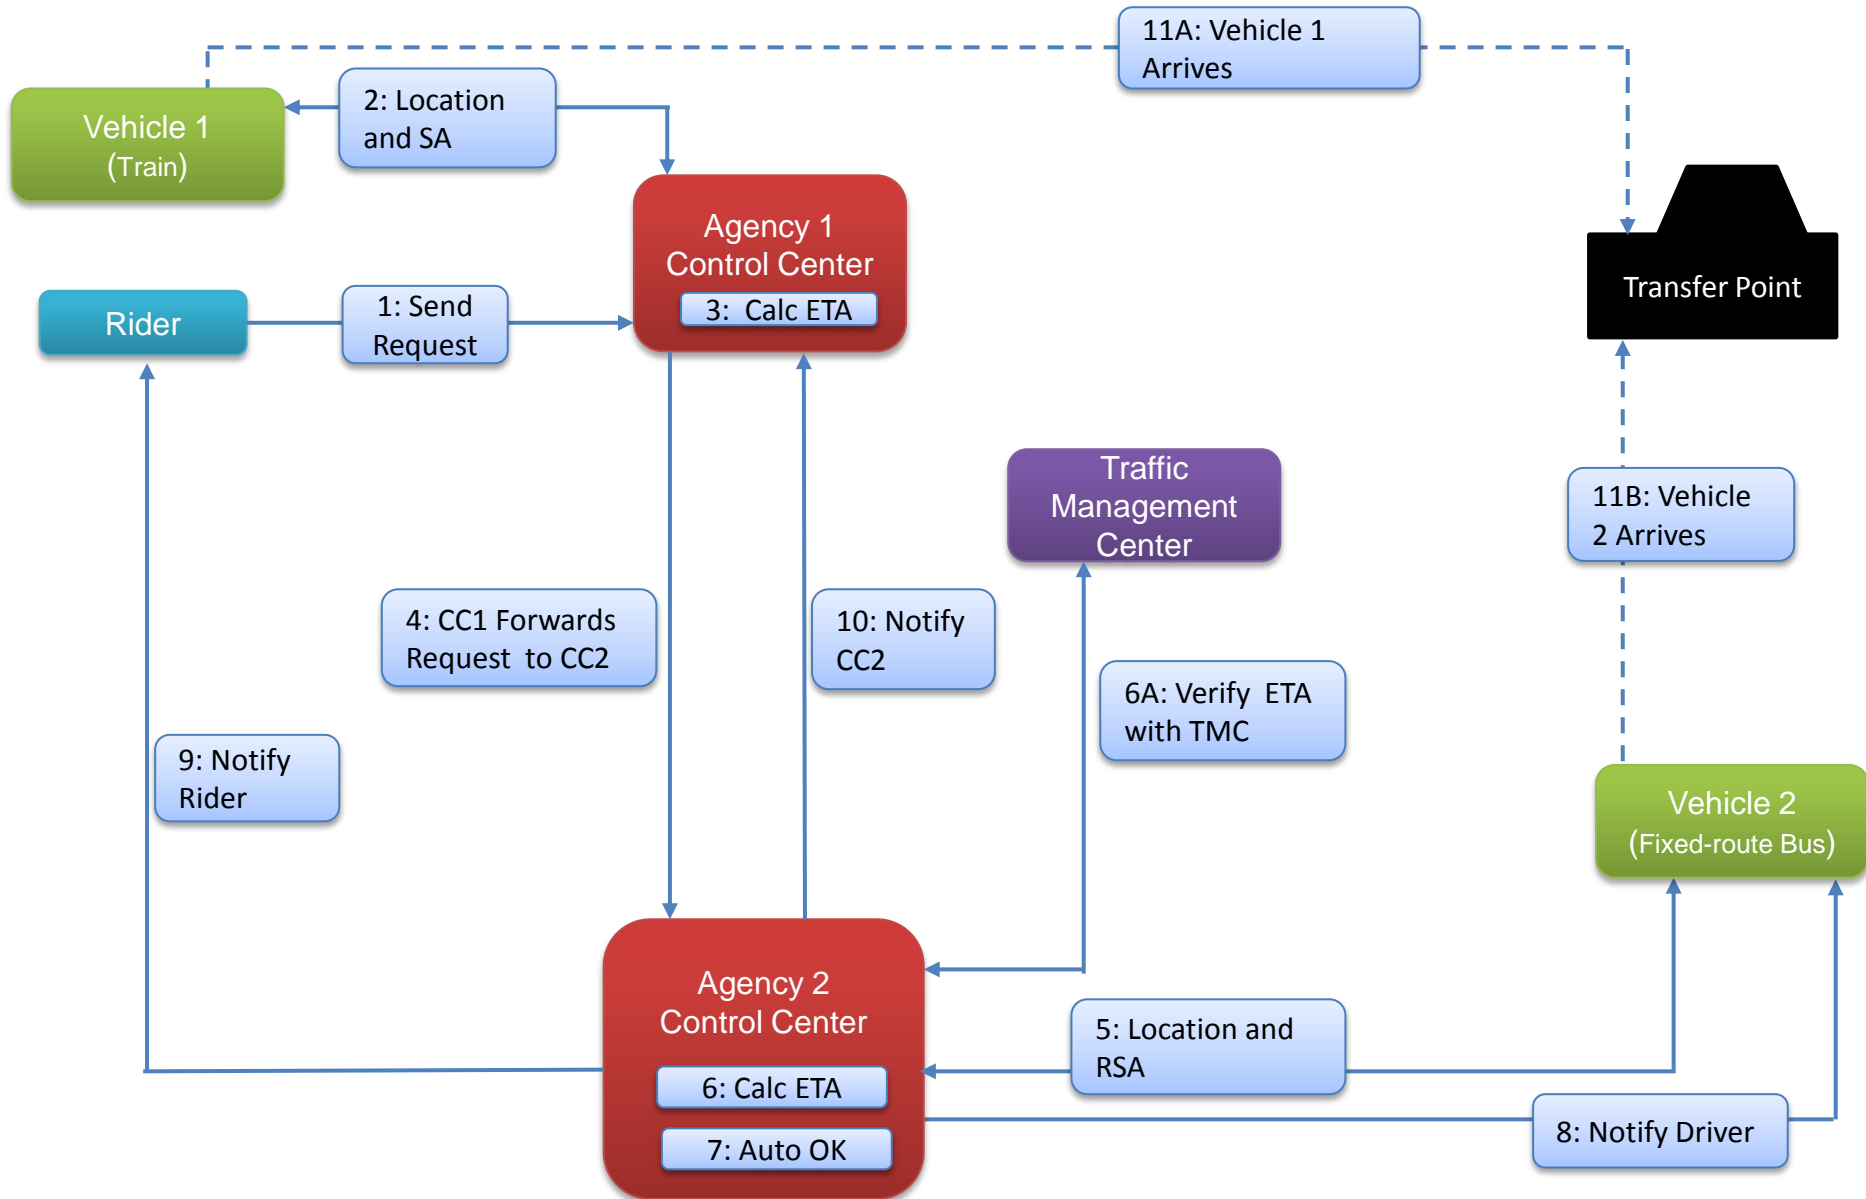 11A: Vehicle 1
Arrives
2: Location
and SA
Vehicle 1
(Train)
Agency 1
Control Center
3:  Calc ETA
Transfer Point
Rider
1: Send
Request
Traffic
Management
Center
11B: Vehicle
2 Arrives
4: CC1 Forwards
Request  to CC2
10: Notify
CC2
6A: Verify  ETA
with TMC
9: Notify
Rider
Vehicle 2
(Fixed-route Bus)
Agency 2
Control Center
5: Location and
RSA
6: Calc ETA
7: Auto OK
8: Notify Driver